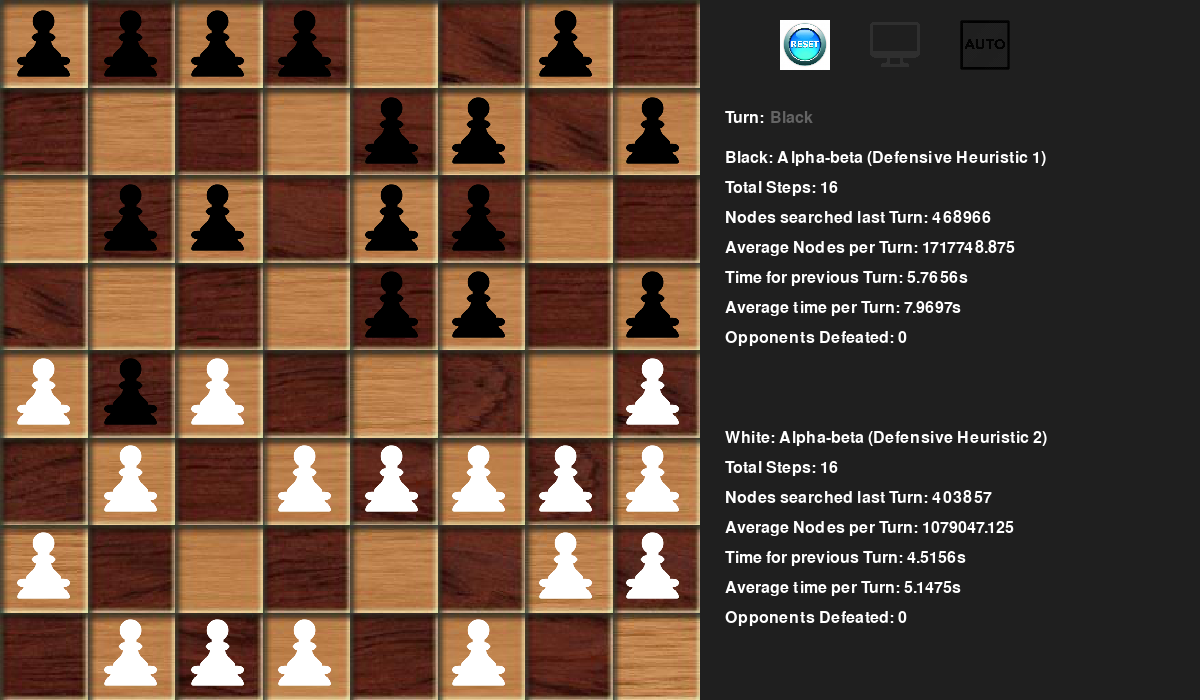 RESET
AUTO
Turn: Black
Black: Alpha-beta (Defensive Heuristic 1)
Total Steps: 16
Nodes searched last Turn: 468966
Average Nodes per Turn: 1717748.875
Time for previous Turn: 5.7656s
Average time per Turn: 7.9697s
Opponents Defeated: 0
White: Alpha-beta (Defensive Heuristic 2)
Total Steps: 16
Nodes searched last Turn: 403857
Average Nodes per Turn: 1079047.125
Time for previous Turn: 4.5156s
Average time per Turn: 5.1475s
Opponents Defeated: 0